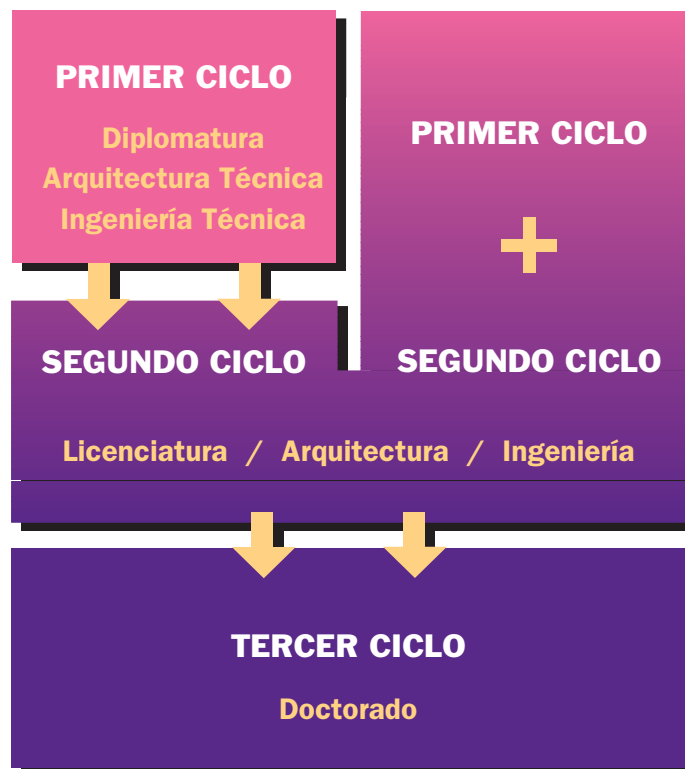 PRIMER CICLO
Diplomatura
Arquitectura Técnica
Ingeniería Técnica
PRIMER CICLO
+
SEGUNDO CICLO
SEGUNDO CICLO
Licenciatura / Arquitectura / Ingeniería
TERCER CICLO
Doctorado